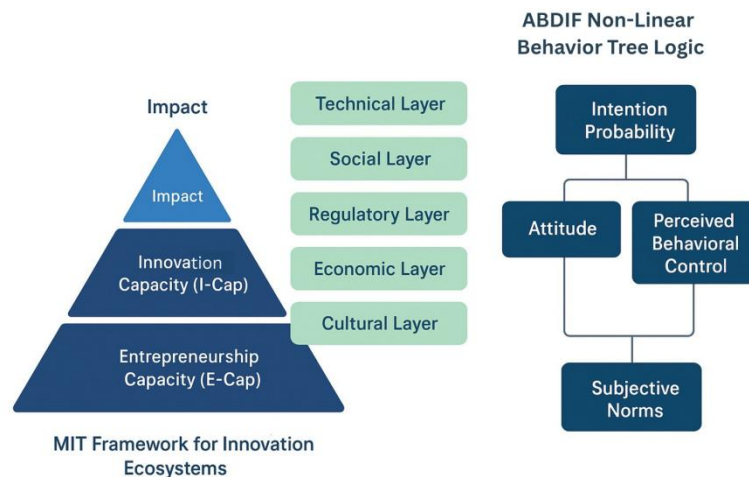 Impact
Impact
Innovation
Capacity (I-Cap)
Entrepreneurship
Capacity (E-Cap)
MIT Framework for Innovation
Ecosystems
Technical Layer
Social Layer
Regulatory Layer
Economic Layer
Cultural Layer
ABDIF Non-Linear
Behavior Tree Logic
Intention
Probability
Attitude
Perceived
Behavioral
Control
Subjective
Norms